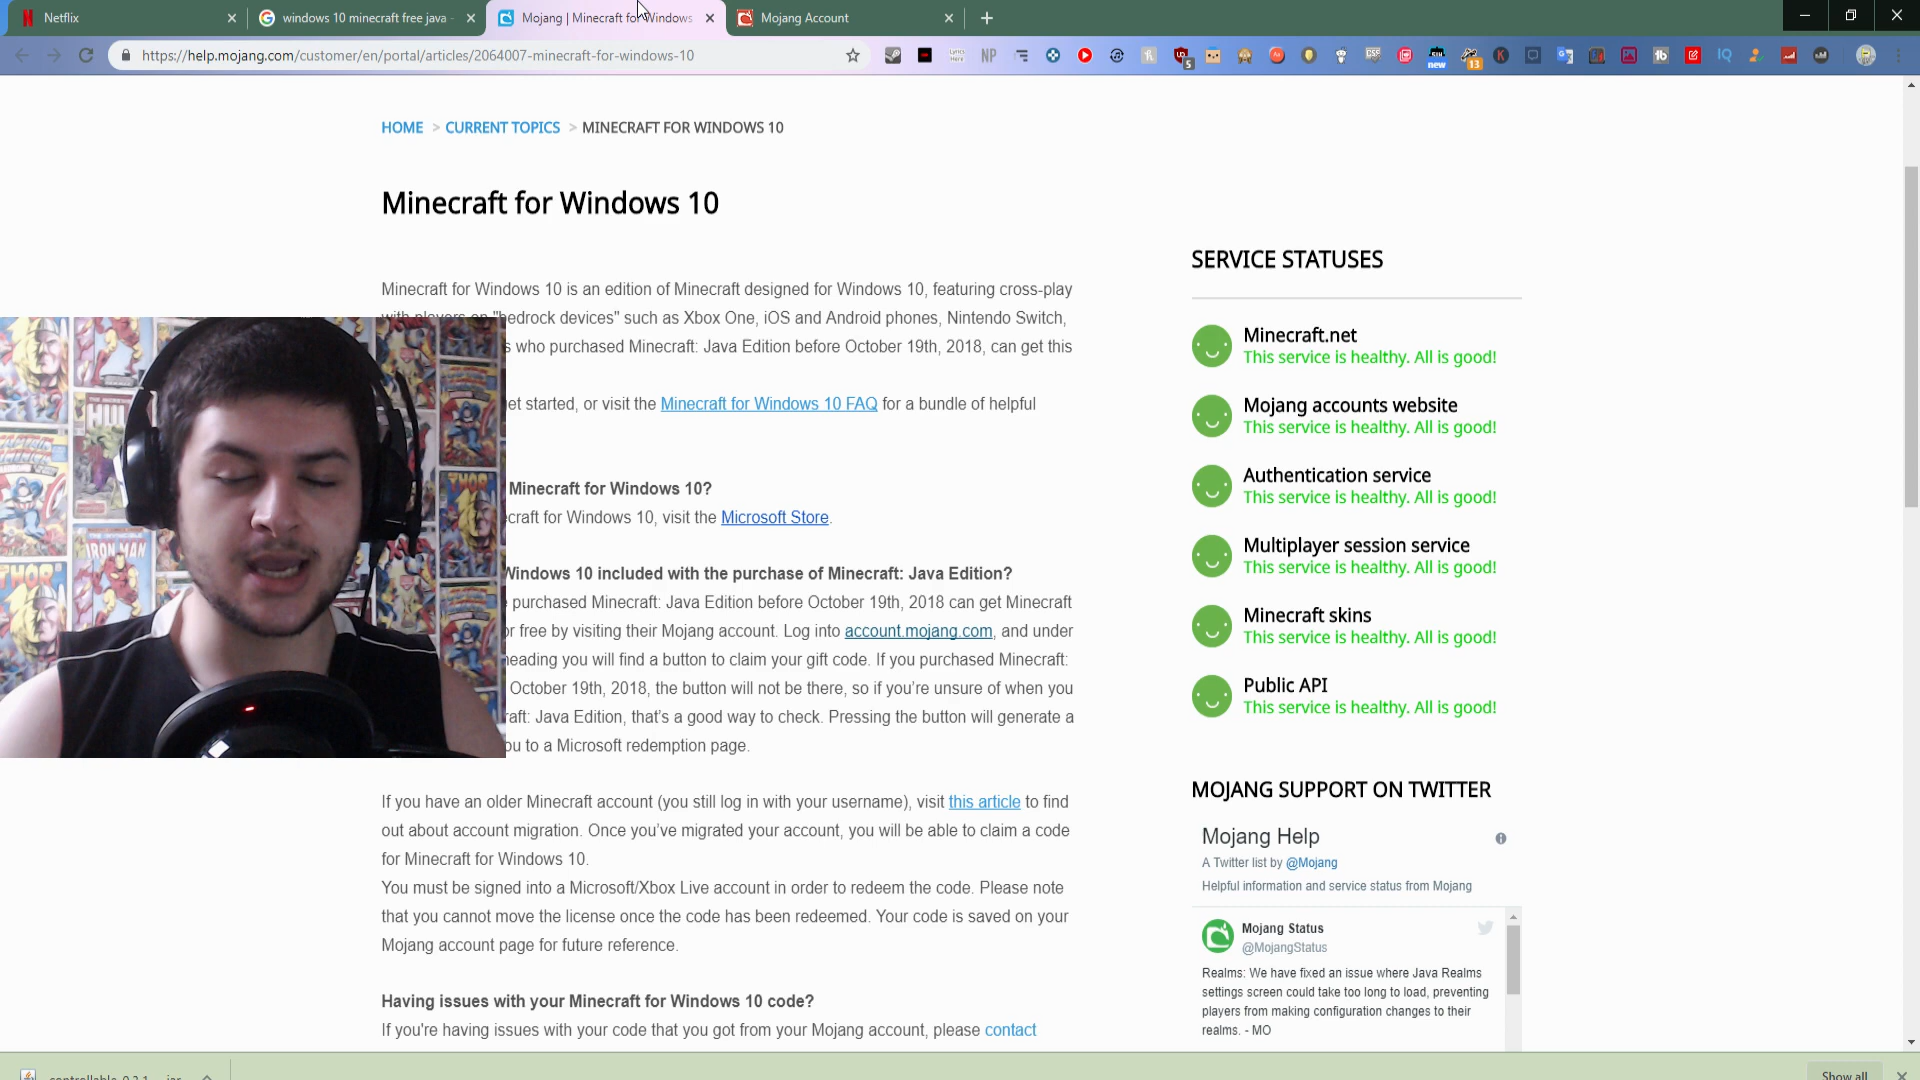 Netflix
windows 10 minecraft free java -
Mojang | Minecraft for Windows
Mojang Account
https://help.mojang.com/customer/en/portal/articles/2064007-minecraft-for-windows-10
HOME > CURRENT TOPICS > MINECRAFT FOR WINDOWS 10
Minecraft for Windows 10
Minecraft for Windows 10 is an edition of Minecraft designed for Windows 10, featuring cross-play
with players on "bedrock devices" such as Xbox One, iOS and Android phones, Nintendo Switch,
s who purchased Minecraft: Java Edition before October 19th, 2018, can get this
et started, or visit the Minecraft for Windows 10 FAQ for a bundle of helpful
Minecraft for Windows 10?
craft for Windows 10, visit the Microsoft Store.
Windows 10 included with the purchase of Minecraft: Java Edition?
purchased Minecraft: Java Edition before October 19th, 2018 can get Minecraft
or free by visiting their Mojang account. Log into account.mojang.com, and under
heading you will find a button to claim your gift code. If you purchased Minecraft:
October 19th, 2018, the button will not be there, so if you're unsure of when you
raft: Java Edition, that's a good way to check. Pressing the button will generate a
ou to a Microsoft redemption page.
If you have an older Minecraft account (you still log in with your username), visit this article to find
out about account migration. Once you've migrated your account, you will be able to claim a code
for Minecraft for Windows 10.
You must be signed into a Microsoft/Xbox Live account in order to redeem the code. Please note
that you cannot move the license once the code has been redeemed. Your code is saved on your
Mojang account page for future reference.
Having issues with your Minecraft for Windows 10 code?
If you're having issues with your code that you got from your Mojang account, please contact
SERVICE STATUSES
Minecraft.net
This service is healthy. All is good!
Mojang accounts website
This service is healthy. All is good!
Authentication service
This service is healthy. All is good!
Multiplayer session service
This service is healthy. All is good!
Minecraft skins
This service is healthy. All is good!
Public API
This service is healthy. All is good!
MOJANG SUPPORT ON TWITTER
Mojang Help
A Twitter list by @Mojang
Helpful information and service status from Mojang
Mojang Status
@MojangStatus
Realms: We have fixed an issue where Java Realms
settings screen could take too long to load, preventing
players from making configuration changes to their
realms. - MO
Show all
HULK
IRON MAN
THOR
NP
5
new
13
K
IQ